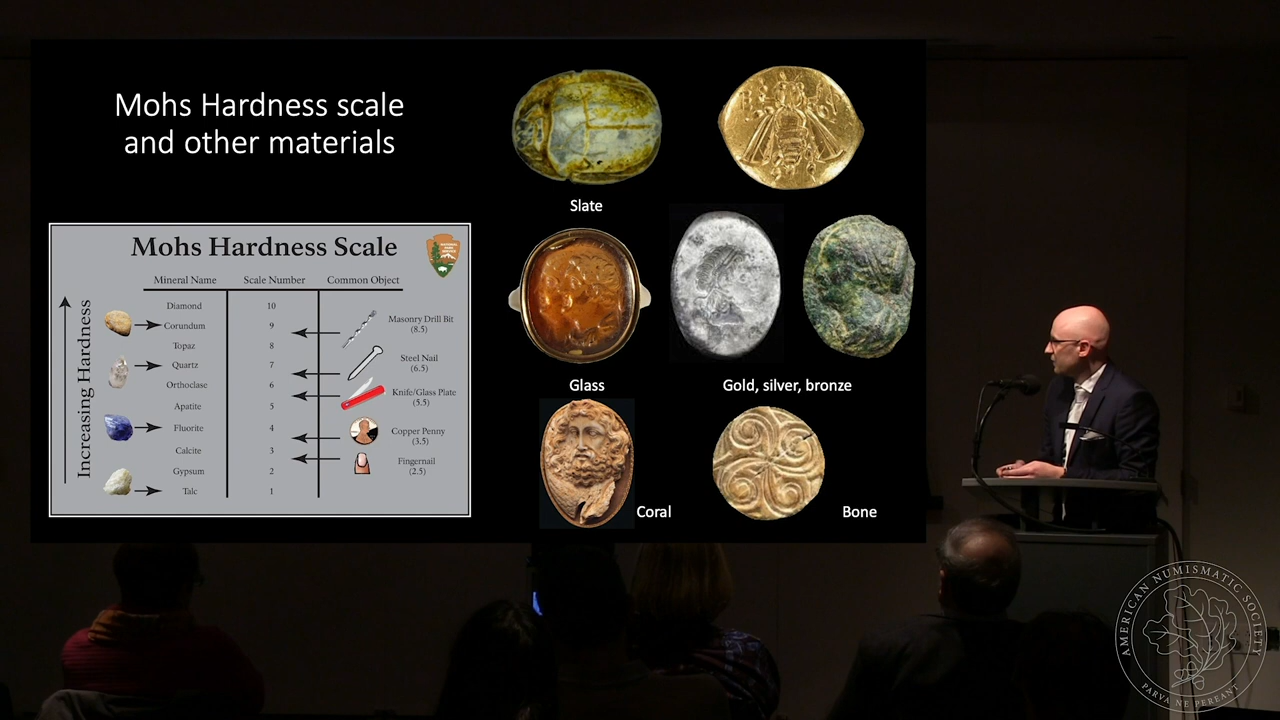 Mohs Hardness scale
and other materials
Mohs Hardness Scale
NATIONAL
PARK
SERVICE
Increasing Hardness
Mineral Name Scale Number Common Object
Diamond 10
Corundum 9
Masonry Drill Bit
(8.5)
Topaz 8
Quartz 7
Steel Nail
(6.5)
Orthoclase 6
Knife/Glass Plate
(5.5)
Apatite 5
Fluorite 4
Copper Penny
(3.5)
Calcite 3
Fingernail
(2.5)
Gypsum 2
Talc 1
Slate
Glass
Gold, silver, bronze
Coral
Bone
AMERICAN NUMISMATIC SOCIETY
PARVA NE PEREANT